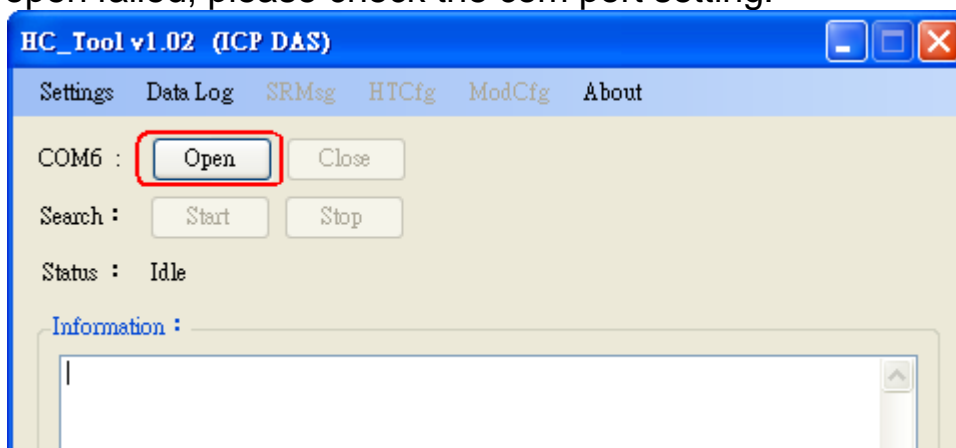 open failed, please check the com port setting.
HC_Tool v1.02 (ICP DAS)
Settings Data Log SRMsg HTCfg ModCfg About
COM6 : Open Close
Search： Start Stop
Status： Idle
Information：